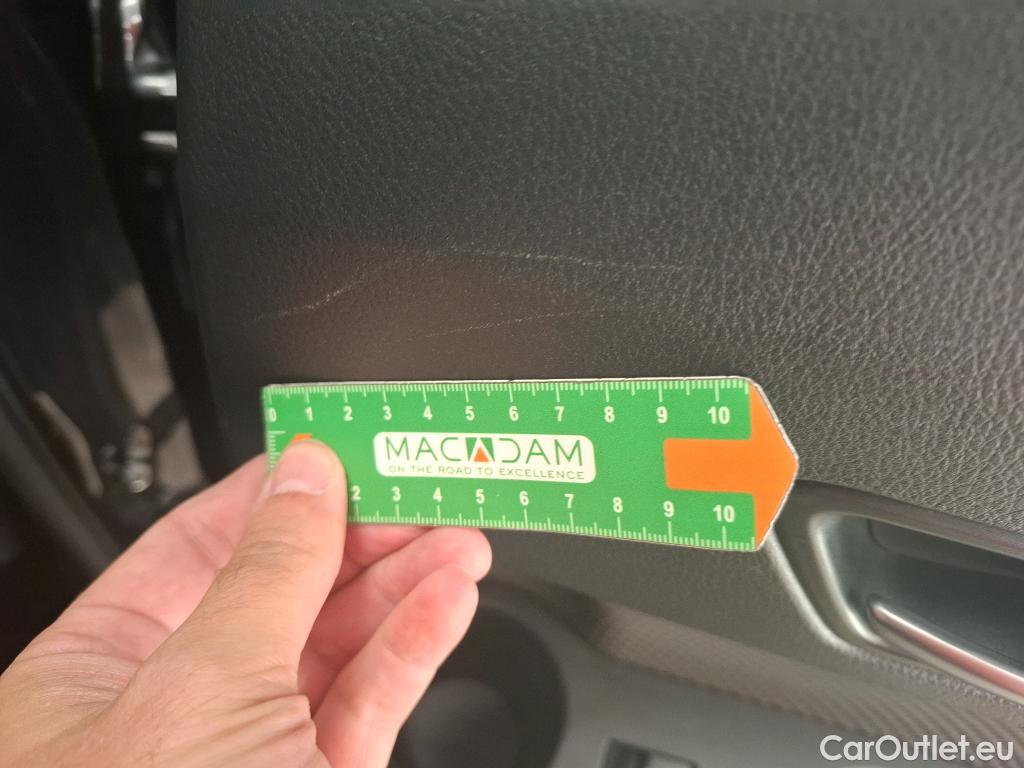 0 1 2 3 4 5 6 7 8 9 10
MACADAM
ON THE ROAD TO EXCELLENCE
2 3 4 5 6 7 8 9 10
CarOutlet.eu